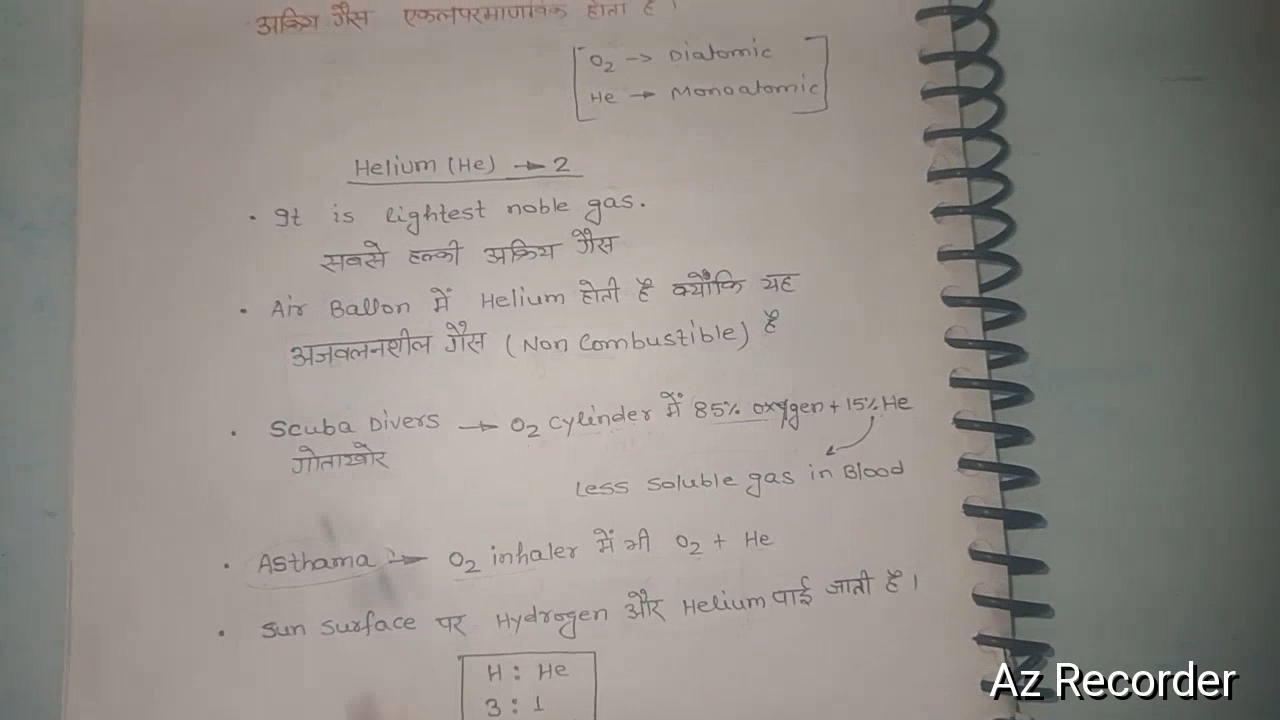 अक्रिय गैस एकलपरमाणविक होता है।
O2 -> Diatomic
He → Monoatomic
Helium (He) → 2
• It is lightest noble gas.
सबसे हल्की अक्रिय गैस
• Air Ballon में Helium होती है क्योंकि यह
अजवलनशील गैस (Non Combustible) है
• Scuba Divers → O2 cylinder में 85% oxygen + 15% He
गोताखोर
Less soluble gas in Blood
• Asthama :→ O2 inhaler में भी O2 + He
• Sun Surface पर Hydrogen और Helium पाई जाती है।
H : He
3 : 1
Az Recorder